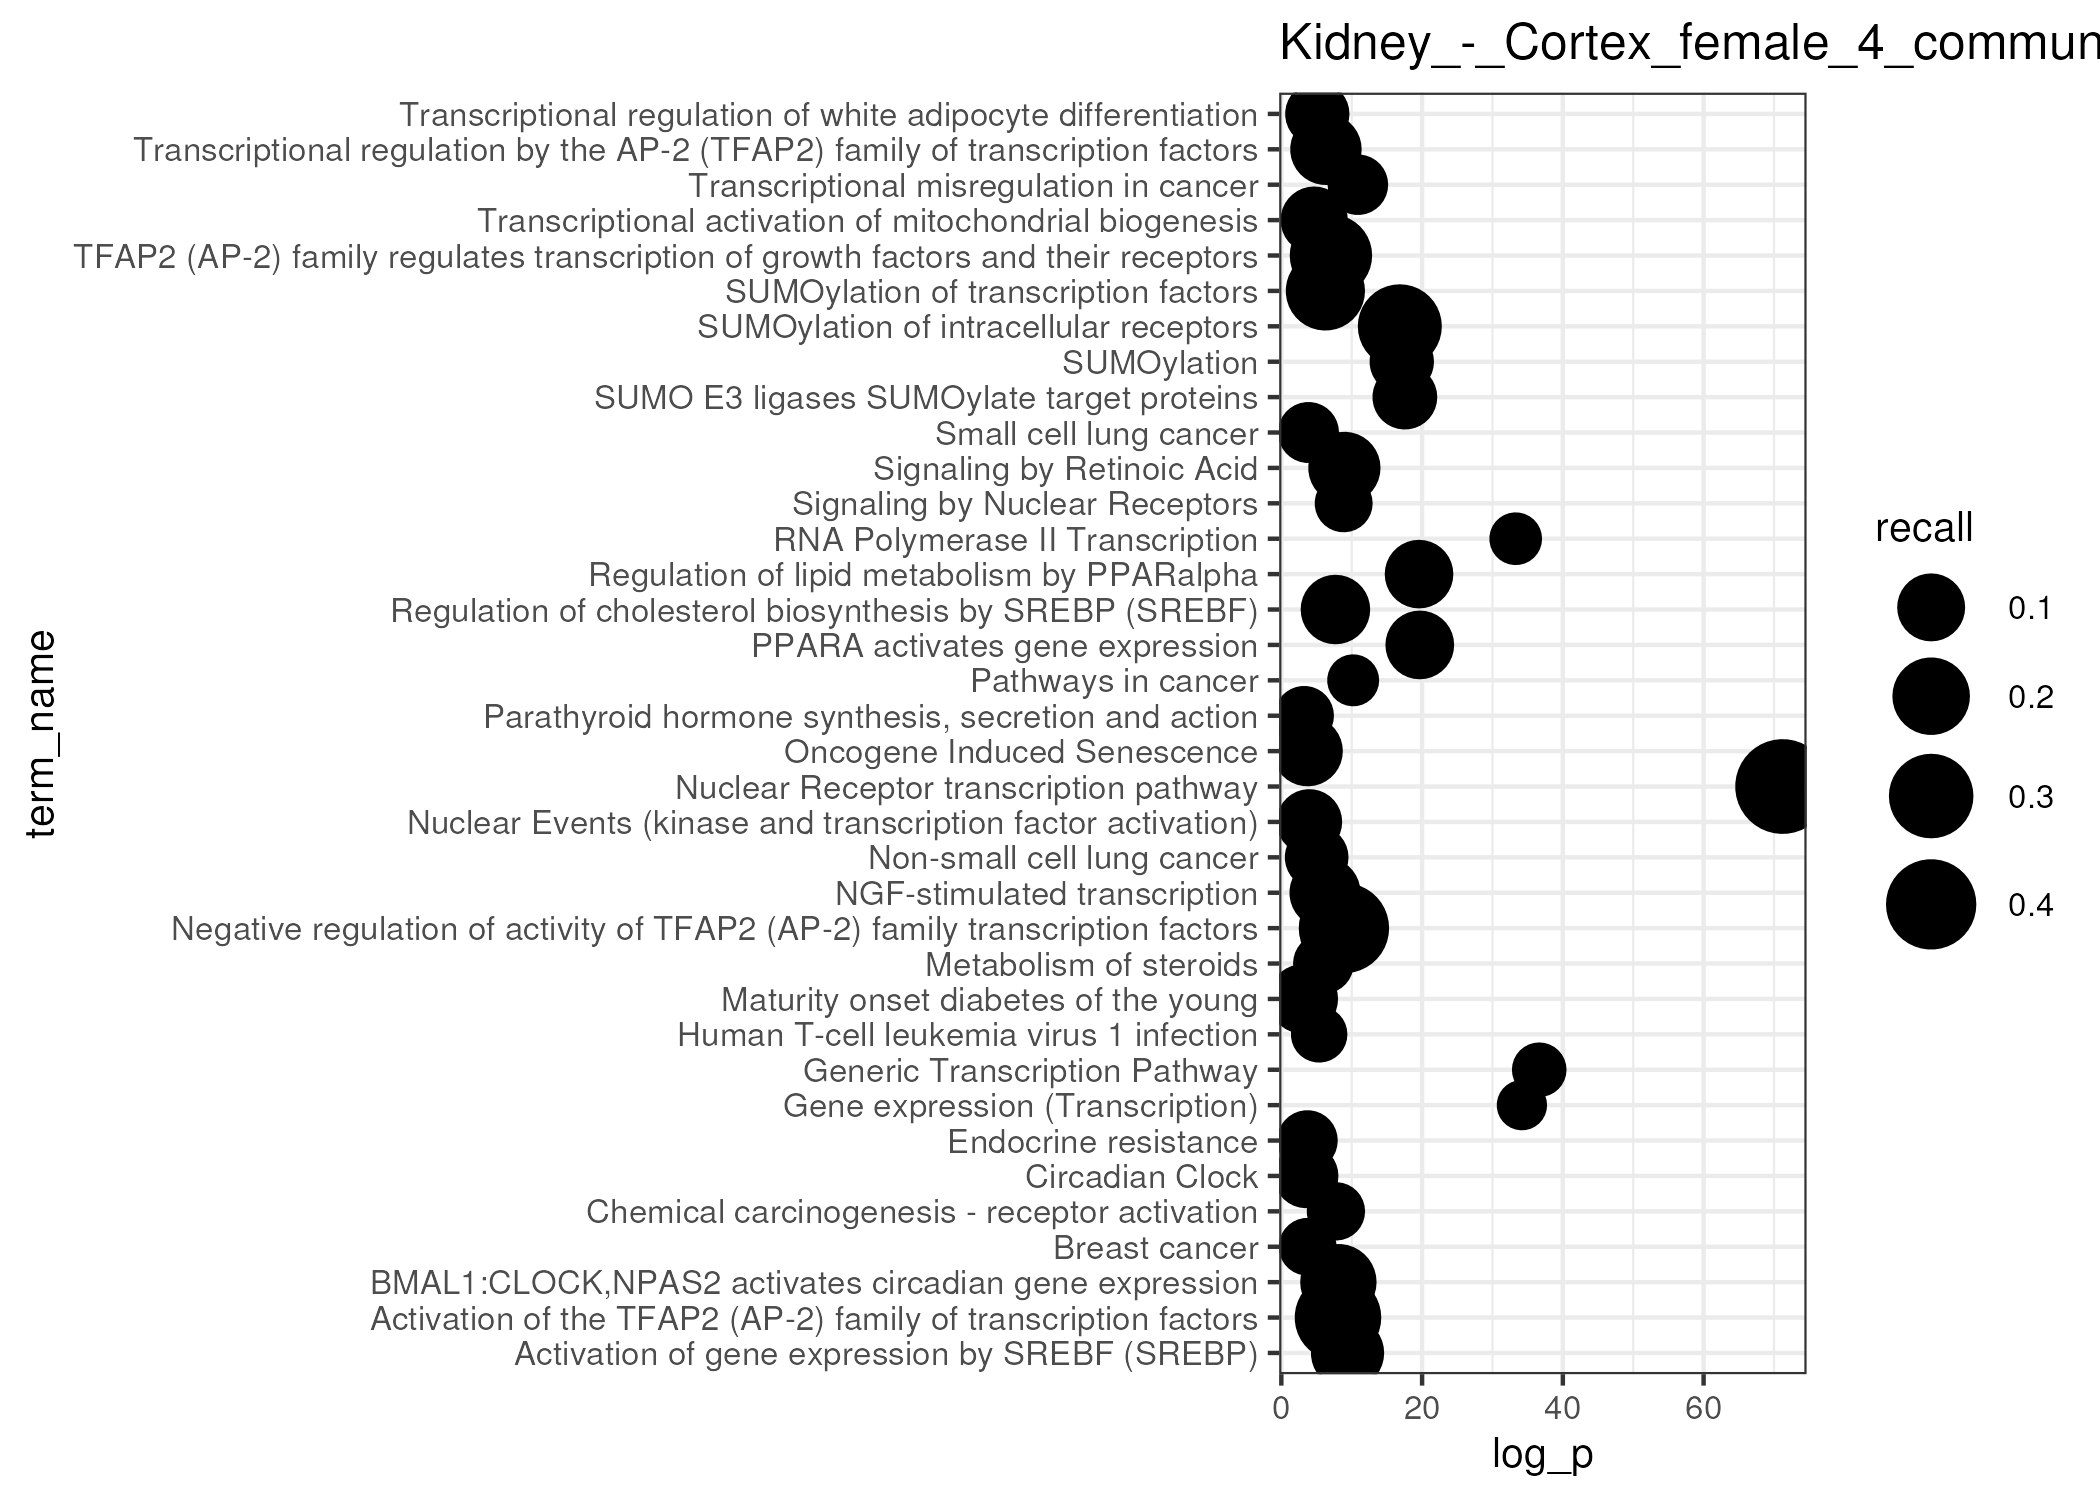 Kidney_-_Cortex_female_4_commun
Transcriptional regulation of white adipocyte differentiation
Transcriptional regulation by the AP-2 (TFAP2) family of transcription factors
Transcriptional misregulation in cancer
Transcriptional activation of mitochondrial biogenesis
TFAP2 (AP-2) family regulates transcription of growth factors and their receptors
SUMOylation of transcription factors
SUMOylation of intracellular receptors
SUMOylation
SUMO E3 ligases SUMOylate target proteins
Small cell lung cancer
Signaling by Retinoic Acid
Signaling by Nuclear Receptors
RNA Polymerase II Transcription
Regulation of lipid metabolism by PPARalpha
Regulation of cholesterol biosynthesis by SREBP (SREBF)
PPARA activates gene expression
Pathways in cancer
Parathyroid hormone synthesis, secretion and action
Oncogene Induced Senescence
Nuclear Receptor transcription pathway
Nuclear Events (kinase and transcription factor activation)
Non-small cell lung cancer
NGF-stimulated transcription
Negative regulation of activity of TFAP2 (AP-2) family transcription factors
Metabolism of steroids
Maturity onset diabetes of the young
Human T-cell leukemia virus 1 infection
Generic Transcription Pathway
Gene expression (Transcription)
Endocrine resistance
Circadian Clock
Chemical carcinogenesis - receptor activation
Breast cancer
BMAL1:CLOCK,NPAS2 activates circadian gene expression
Activation of the TFAP2 (AP-2) family of transcription factors
Activation of gene expression by SREBF (SREBP)
term_name
0 20 40 60
log_p
recall
0.1
0.2
0.3
0.4